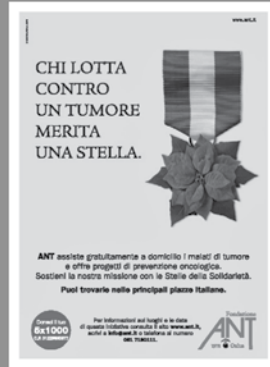 www.ant.it
CHI LOTTA
CONTRO
UN TUMORE
MERITA
UNA STELLA.
ANT assiste gratuitamente a domicilio i malati di tumore
e offre progetti di prevenzione oncologica.
Sostieni la nostra missione con le Stelle della Solidarietà.
Puoi trovarle nelle principali piazze italiane.
5x1000
Per informazioni sui luoghi e le date
di questa iniziativa consulta il sito www.ant.it,
scrivi a info@ant.it o telefona al numero
051 7190111.
Fondazione
ANT